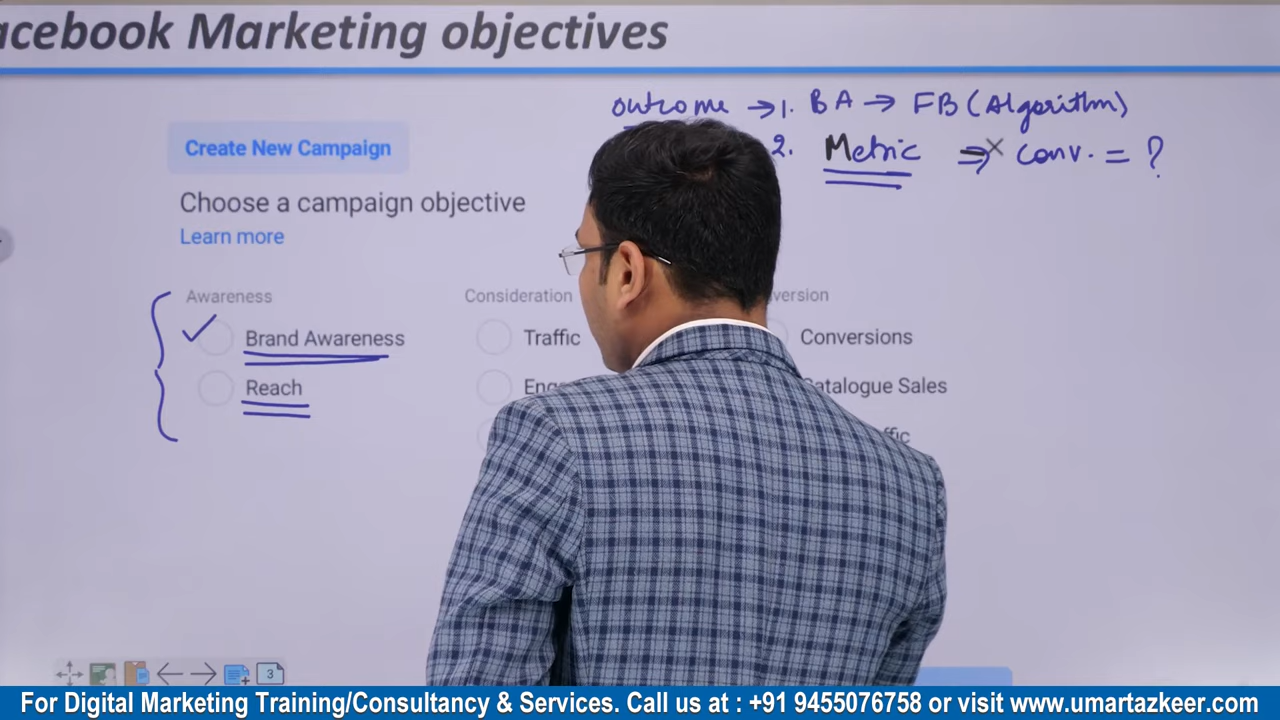 acebook Marketing objectives
outcome → 1. BA → FB (Algorithm)
2. Metric ⇒ × Conv. = ?
Create New Campaign
Choose a campaign objective
Learn more
Awareness
Consideration
Brand Awareness
Traffic
Conversions
Reach
Catalogue Sales
3
For Digital Marketing Training/Consultancy & Services. Call us at : +91 9455076758 or visit www.umartazkeer.com